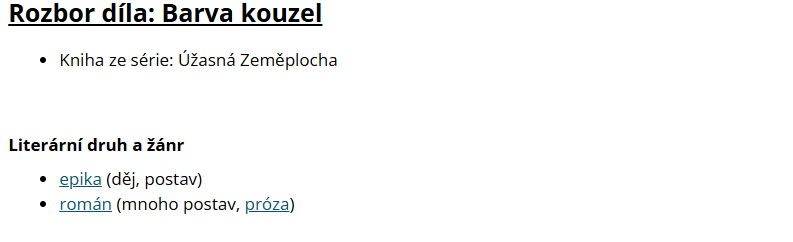 Rozbor díla: Barva kouzel
Kniha ze série: Úžasná Zeměplocha
Literární druh a žánr
epika (děj, postav)
román (mnoho postav, próza)